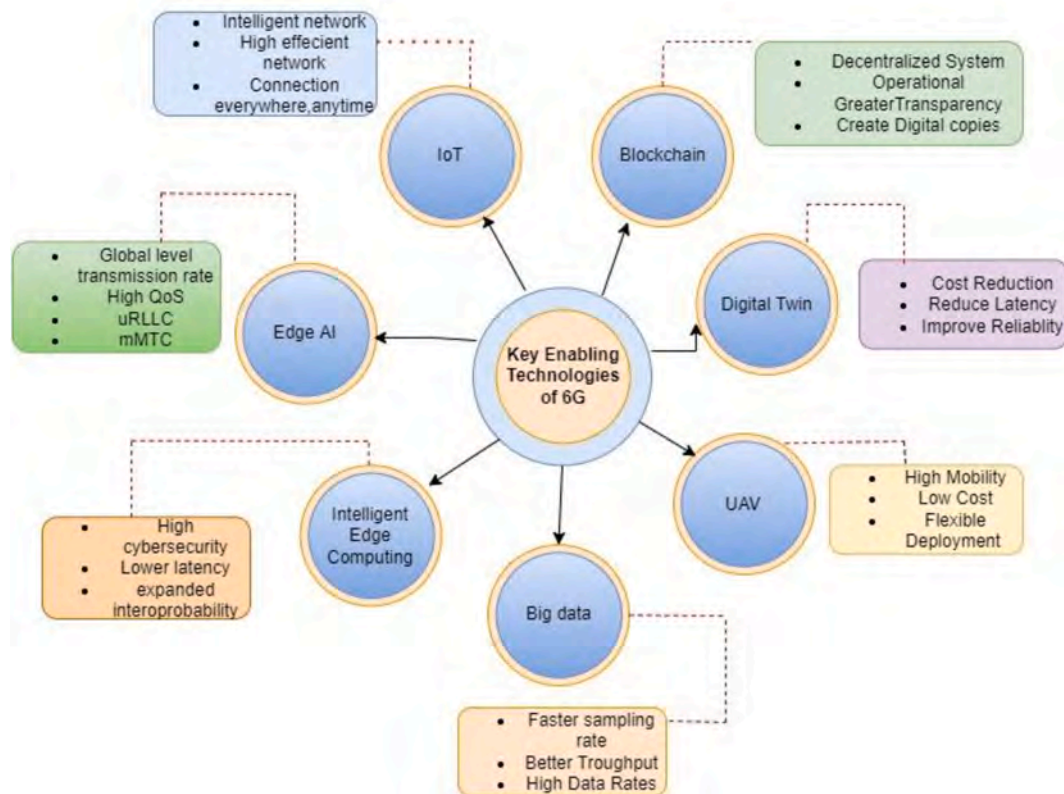 • Intelligent network
• High effecient
network
• Connection
everywhere,anytime
IoT
Blockchain
• Decentralized System
• Operational
GreaterTransparency
• Create Digital copies
• Global level
transmission rate
• High QoS
• uRLLC
• mMTC
Edge AI
Key Enabling
Technologies
of 6G
Digital Twin
• Cost Reduction
• Reduce Latency
• Improve Reliablity
• High
cybersecurity
• Lower latency
• expanded
interoprobability
Intelligent
Edge
Computing
UAV
• High Mobility
• Low Cost
• Flexible
Deployment
Big data
• Faster sampling
rate
• Better Troughput
• High Data Rates